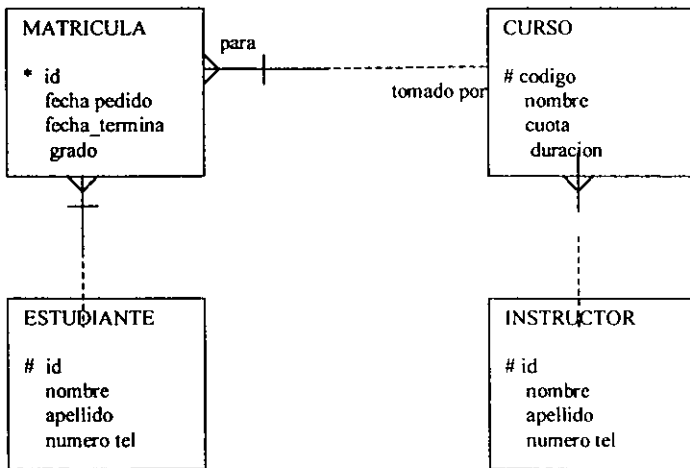 MATRICULA
* id
fecha pedido
fecha_termina
grado
para
tomado por
CURSO
# codigo
nombre
cuota
duracion
ESTUDIANTE
# id
nombre
apellido
numero tel
INSTRUCTOR
# id
nombre
apellido
numero tel